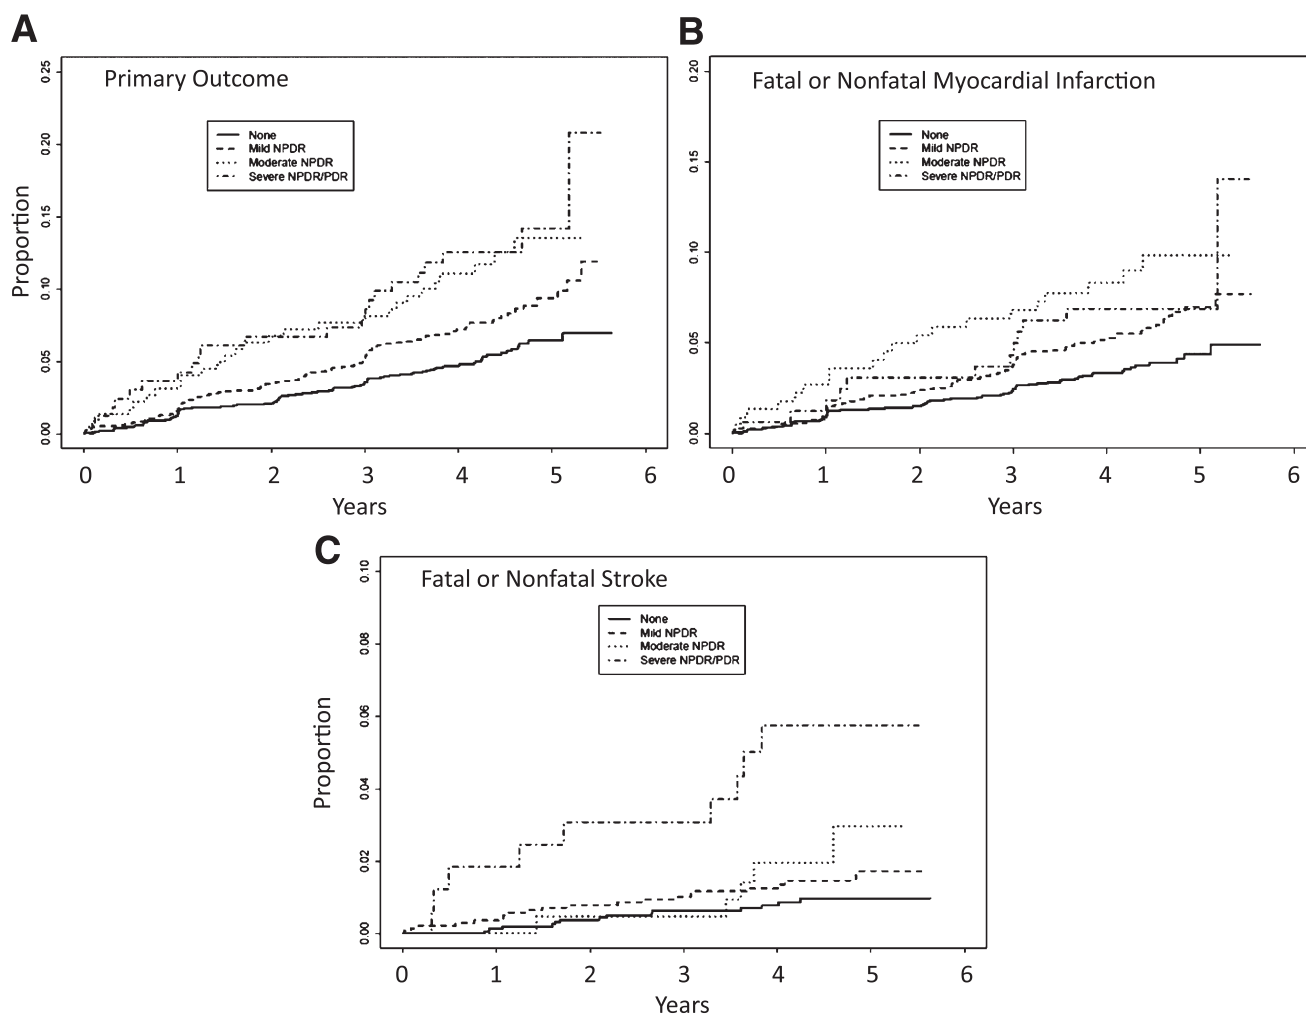 A
Primary Outcome
None
Mild NPDR
Moderate NPDR
Severe NPDR/PDR
Proportion
0.25
0.20
0.15
0.10
0.05
0.00
0 1 2 3 4 5 6
Years
B
Fatal or Nonfatal Myocardial Infarction
None
Mild NPDR
Moderate NPDR
Severe NPDR/PDR
0.20
0.15
0.10
0.05
0.00
0 1 2 3 4 5 6
Years
C
Fatal or Nonfatal Stroke
None
Mild NPDR
Moderate NPDR
Severe NPDR/PDR
Proportion
0.10
0.08
0.06
0.04
0.02
0.00
0 1 2 3 4 5 6
Years